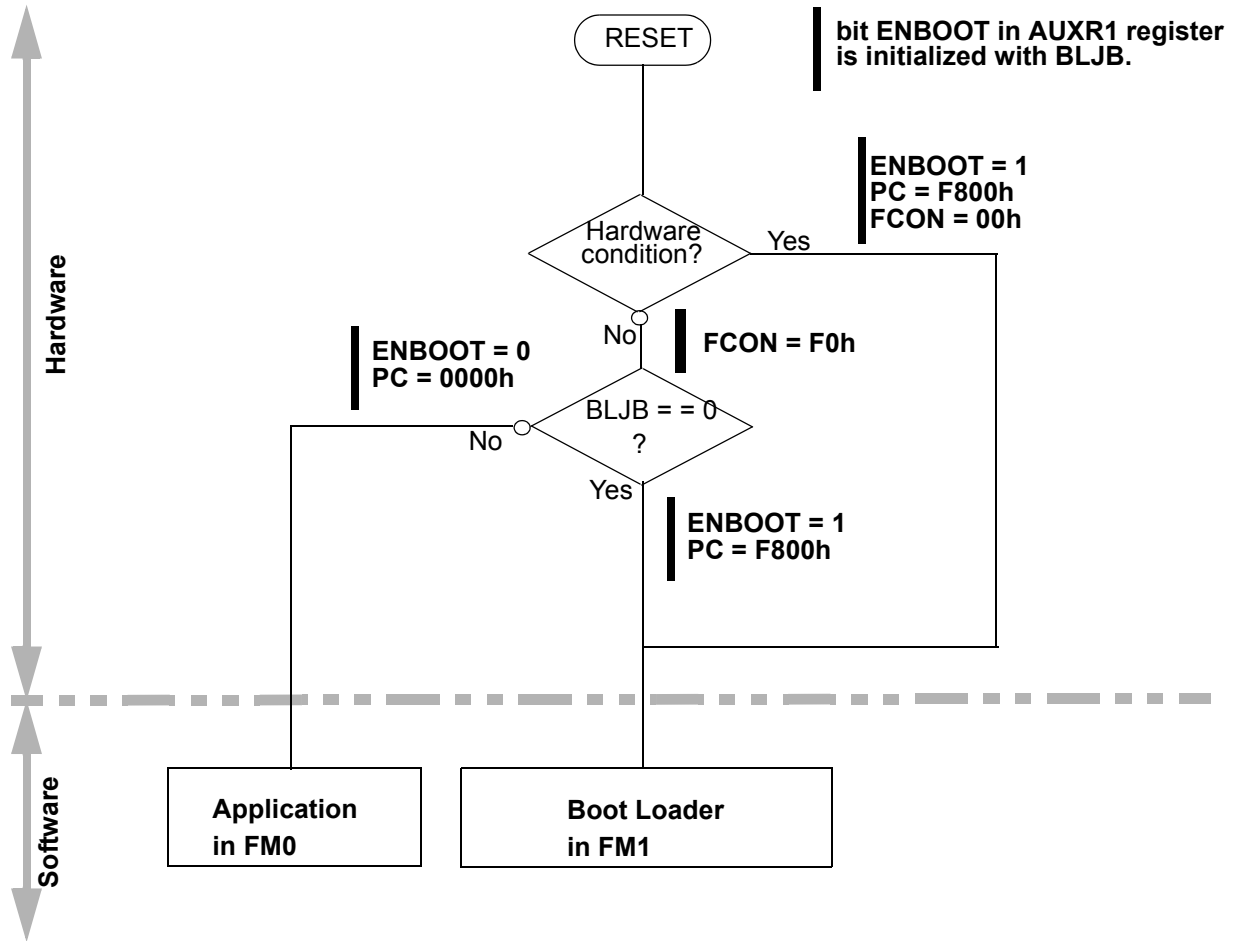 RESET
bit ENBOOT in AUXR1 register
is initialized with BLJB.
Hardware
Hardware
condition?
Yes
ENBOOT = 1
PC = F800h
FCON = 00h
No
FCON = F0h
ENBOOT = 0
PC = 0000h
BLJB = = 0
?
No
Yes
ENBOOT = 1
PC = F800h
Software
Application
in FM0
Boot Loader
in FM1